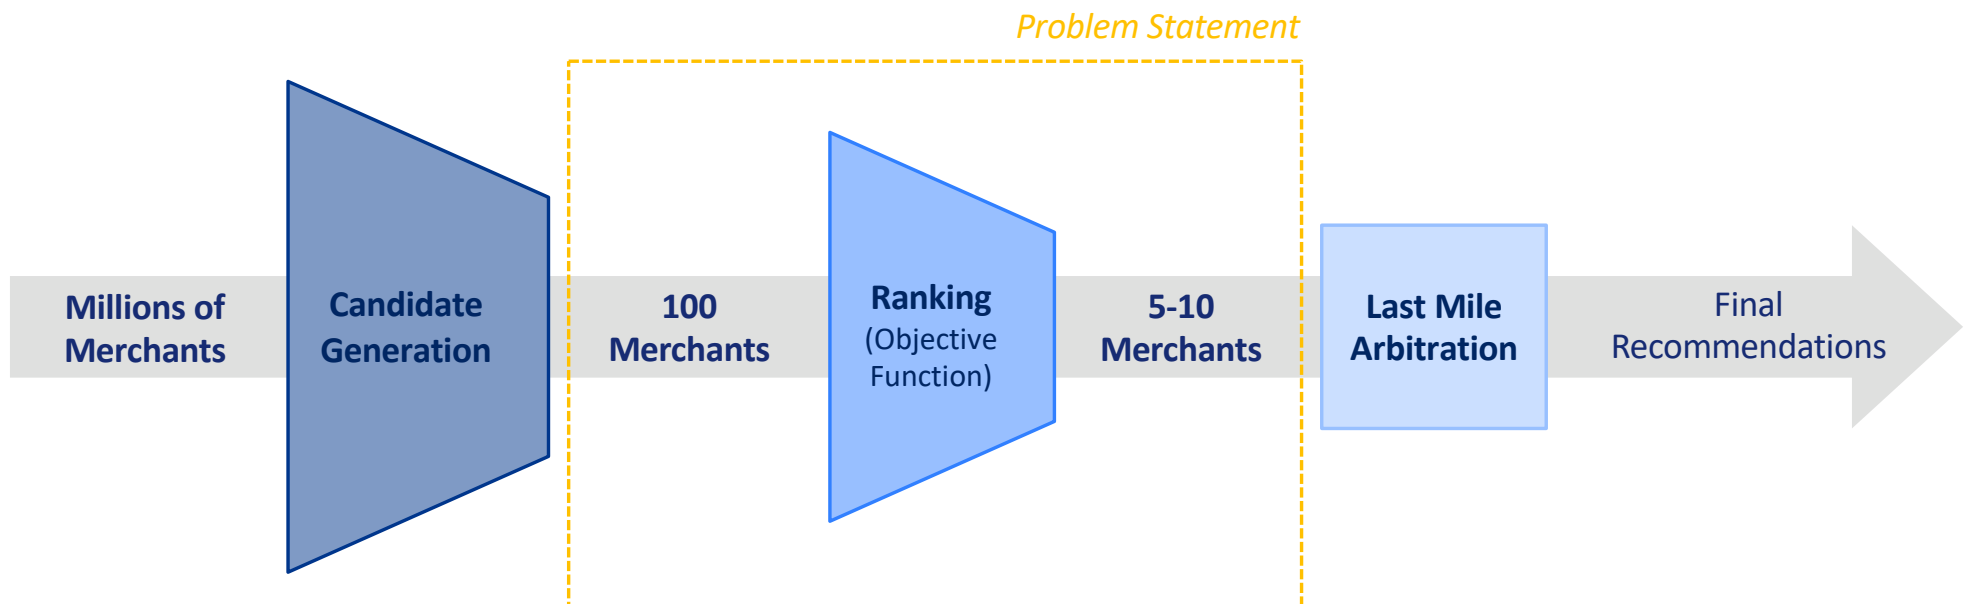 Problem Statement
Millions of
Merchants
Candidate
Generation
100
Merchants
Ranking
(Objective
Function)
5-10
Merchants
Last Mile
Arbitration
Final
Recommendations